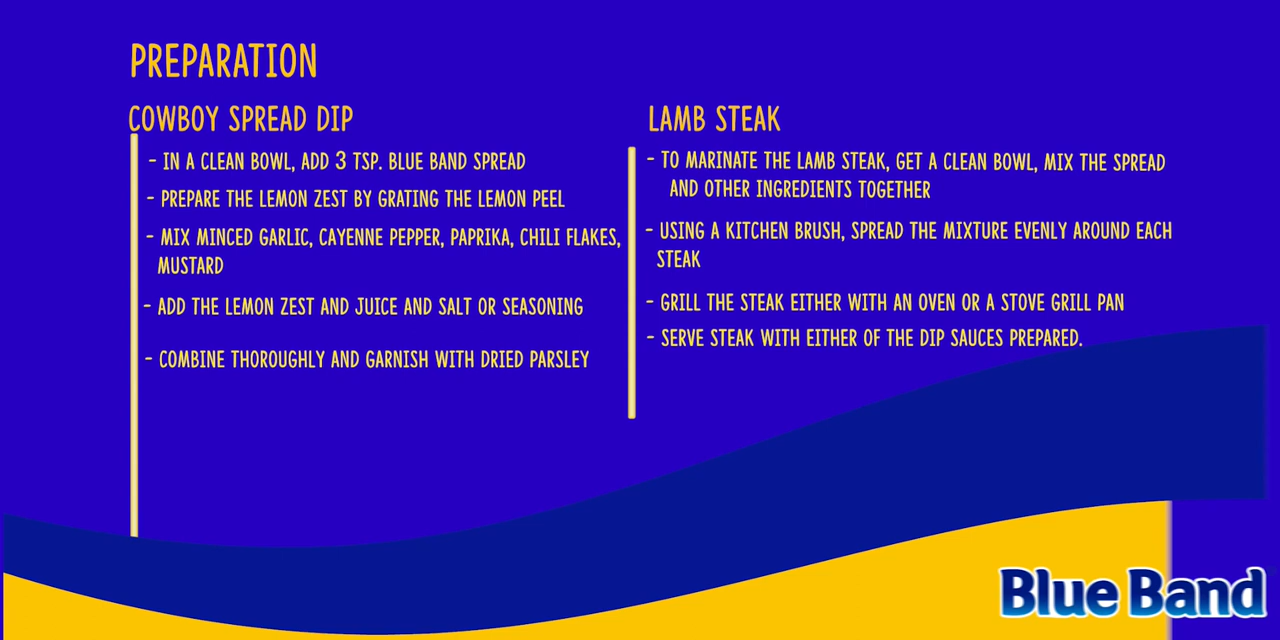 PREPARATION
COWBOY SPREAD DIP
- IN A CLEAN BOWL, ADD 3 TSP. BLUE BAND SPREAD
- PREPARE THE LEMON ZEST BY GRATING THE LEMON PEEL
- MIX MINCED GARLIC, CAYENNE PEPPER, PAPRIKA, CHILI FLAKES,
MUSTARD
- ADD THE LEMON ZEST AND JUICE AND SALT OR SEASONING
- COMBINE THOROUGHLY AND GARNISH WITH DRIED PARSLEY
LAMB STEAK
- TO MARINATE THE LAMB STEAK, GET A CLEAN BOWL, MIX THE SPREAD
AND OTHER INGREDIENTS TOGETHER
- USING A KITCHEN BRUSH, SPREAD THE MIXTURE EVENLY AROUND EACH
STEAK
- GRILL THE STEAK EITHER WITH AN OVEN OR A STOVE GRILL PAN
- SERVE STEAK WITH EITHER OF THE DIP SAUCES PREPARED.
Blue Band